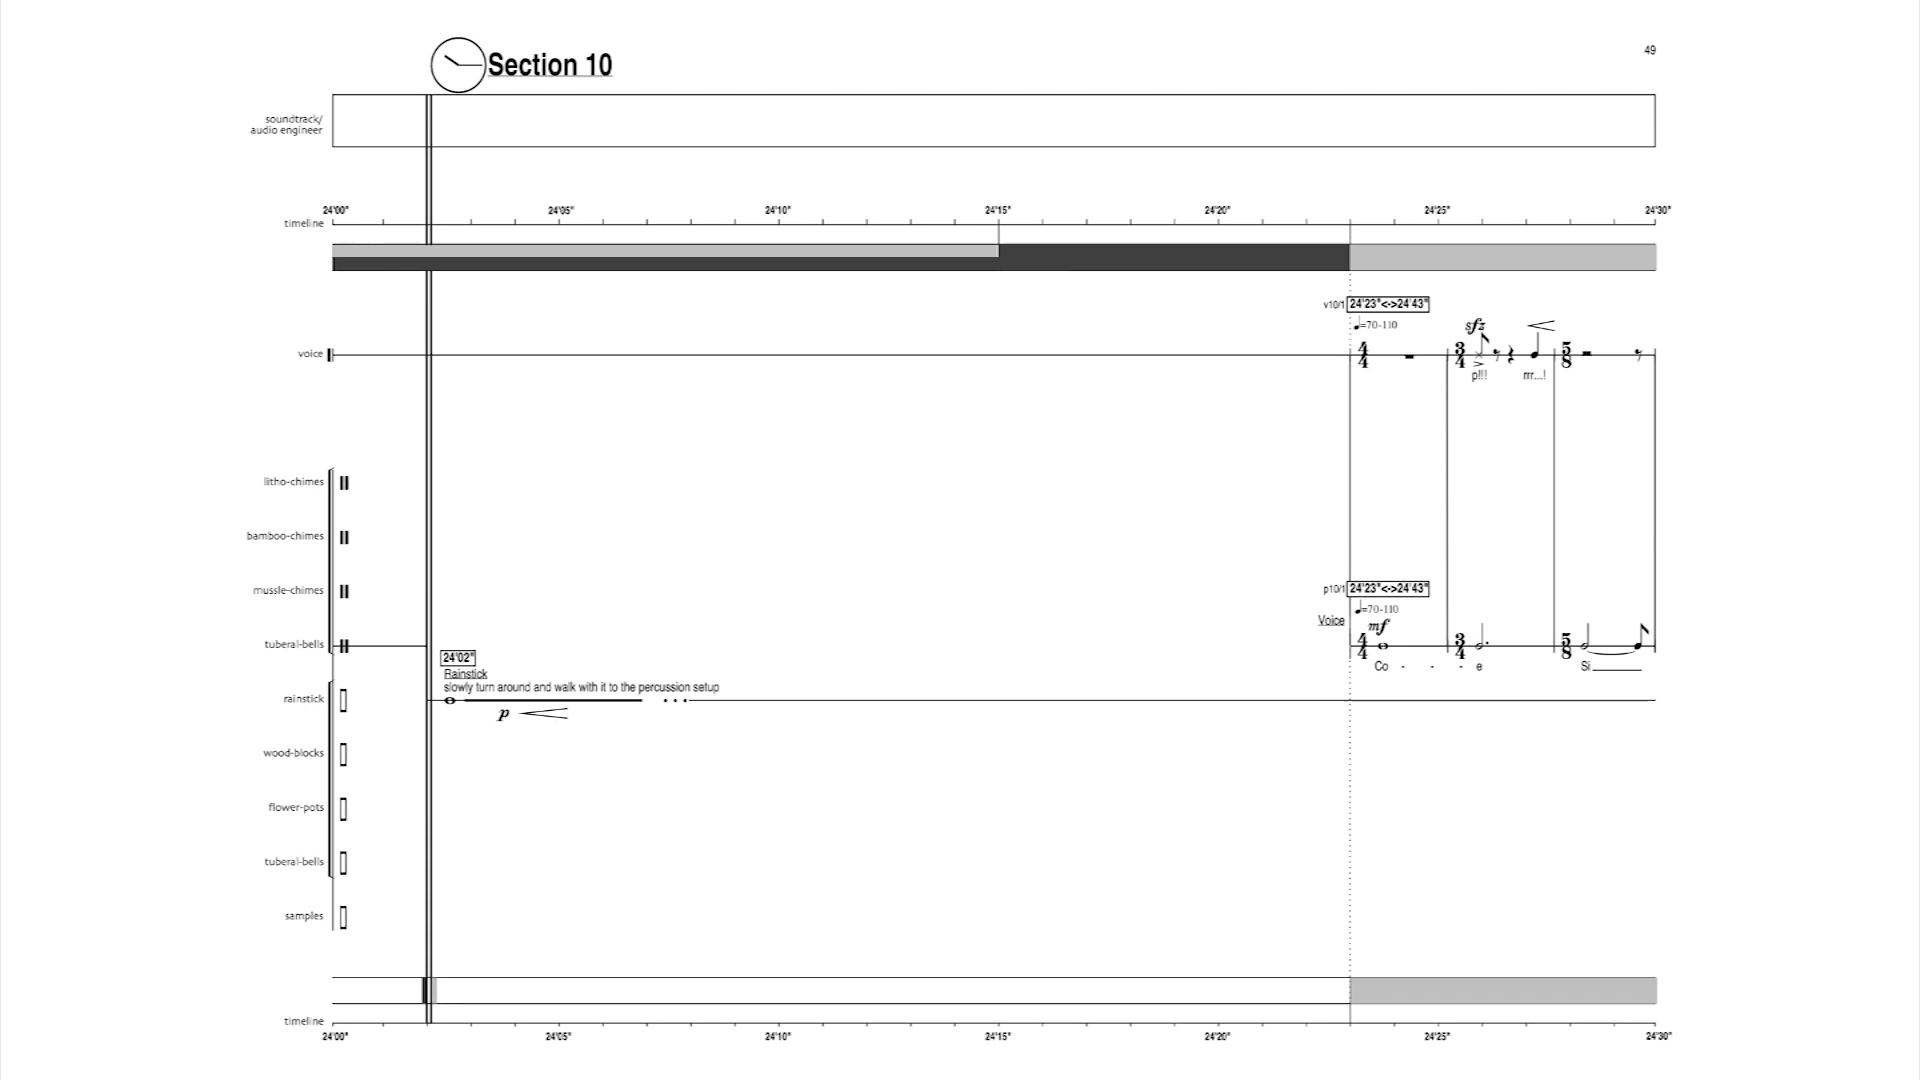 Section 10
49
soundtrack/
audio engineer
24'00" 24'05" 24'10" 24'15" 24'20" 24'25" 24'30"
timeline
v10/1 24'23"<->24'43"
=70-110
sfz
voice 4/4 3/4 5/8
p!!! rrr...!
litho-chimes
bamboo-chimes
mussle-chimes
p10/1 24'23"<->24'43"
=70-110
Voice mf
tuberal-bells 4/4 3/4 5/8
Co - - - e Si
24'02"
Rainstick
slowly turn around and walk with it to the percussion setup
rainstick
p
wood-blocks
flower-pots
tuberal-bells
samples
timeline
24'00" 24'05" 24'10" 24'15" 24'20" 24'25" 24'30"